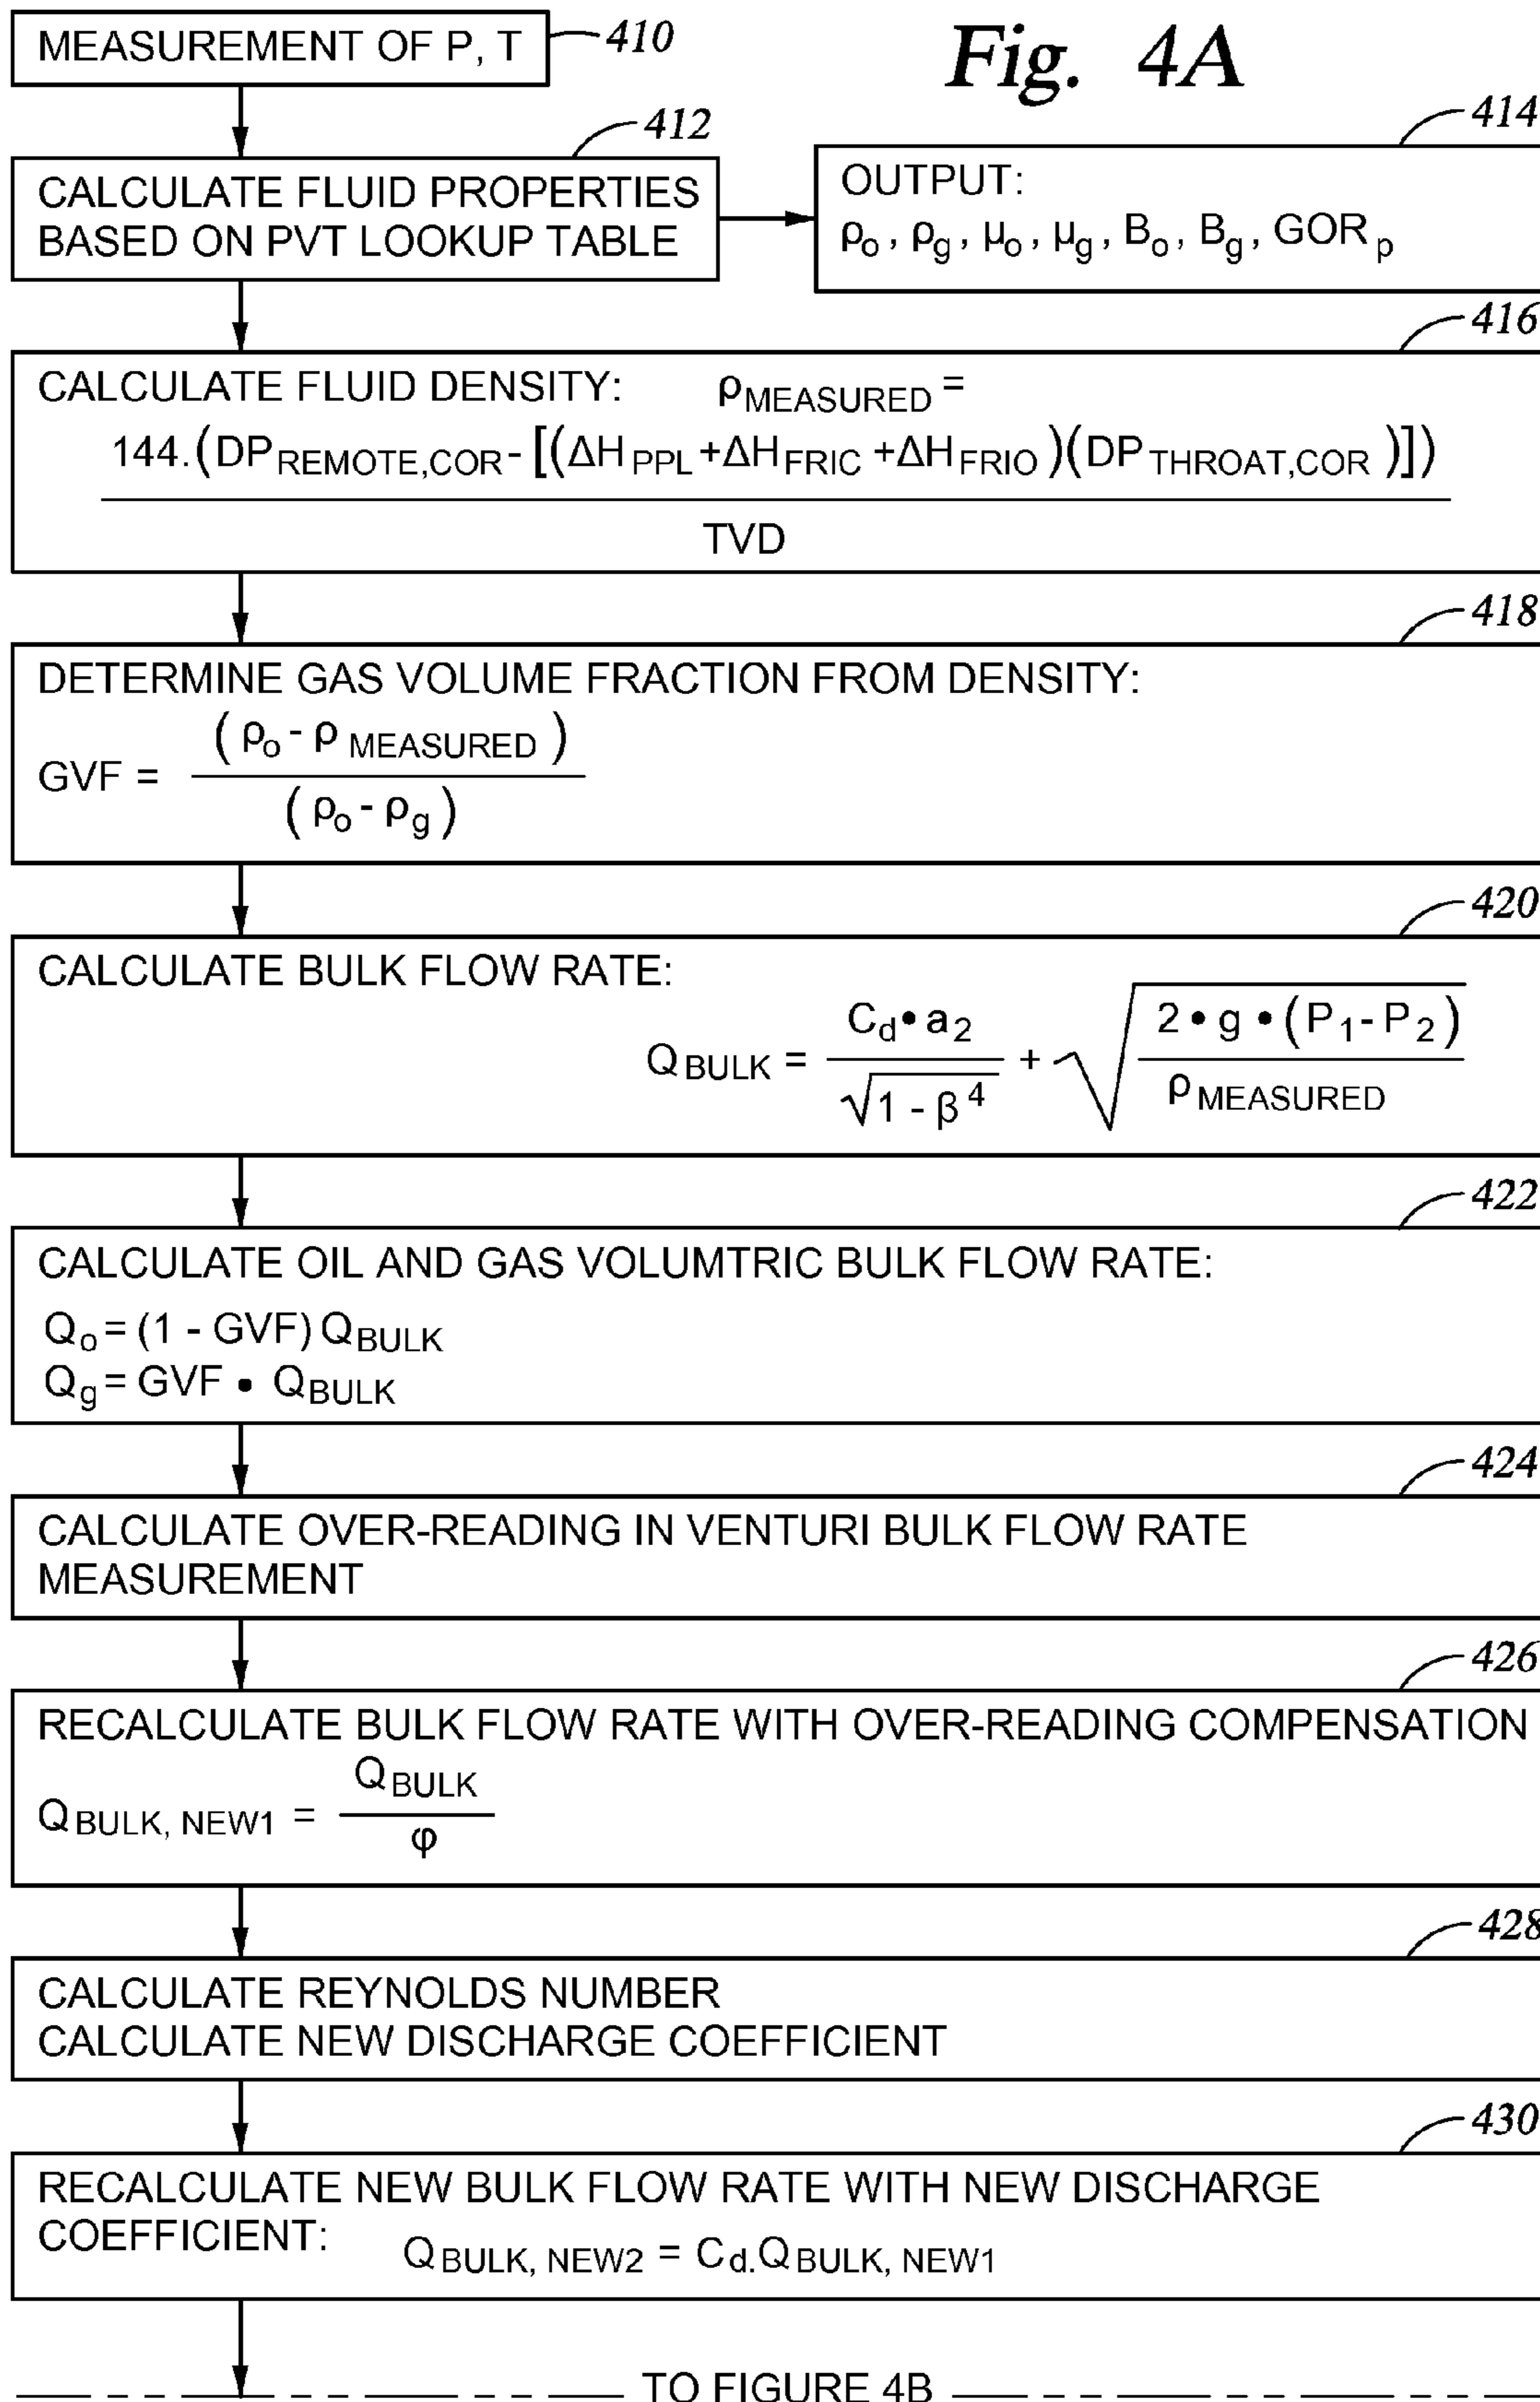 Fig. 4A
MEASUREMENT OF P, T
410
412
CALCULATE FLUID PROPERTIES
BASED ON PVT LOOKUP TABLE
414
OUTPUT:
ρo, ρg, μo, μg, Bo, Bg, GORp
416
CALCULATE FLUID DENSITY: ρMEASURED =
144.(DPREMOTE,COR- [(ΔHPPL+ΔHFRIC+ΔHFRIO)(DPTHROAT,COR)])
TVD
418
DETERMINE GAS VOLUME FRACTION FROM DENSITY:
(ρo - ρMEASURED)
GVF =
(ρo - ρg)
420
CALCULATE BULK FLOW RATE:
QBULK = Cd•a2 / √1 - β4 + √2•g•(P1-P2) / ρMEASURED
422
CALCULATE OIL AND GAS VOLUMTRIC BULK FLOW RATE:
Qo = (1 - GVF) QBULK
Qg = GVF • QBULK
424
CALCULATE OVER-READING IN VENTURI BULK FLOW RATE
MEASUREMENT
426
RECALCULATE BULK FLOW RATE WITH OVER-READING COMPENSATION
QBULK
QBULK, NEW1 =
φ
428
CALCULATE REYNOLDS NUMBER
CALCULATE NEW DISCHARGE COEFFICIENT
430
RECALCULATE NEW BULK FLOW RATE WITH NEW DISCHARGE
COEFFICIENT: QBULK, NEW2 = Cd.QBULK, NEW1
TO FIGURE 4B